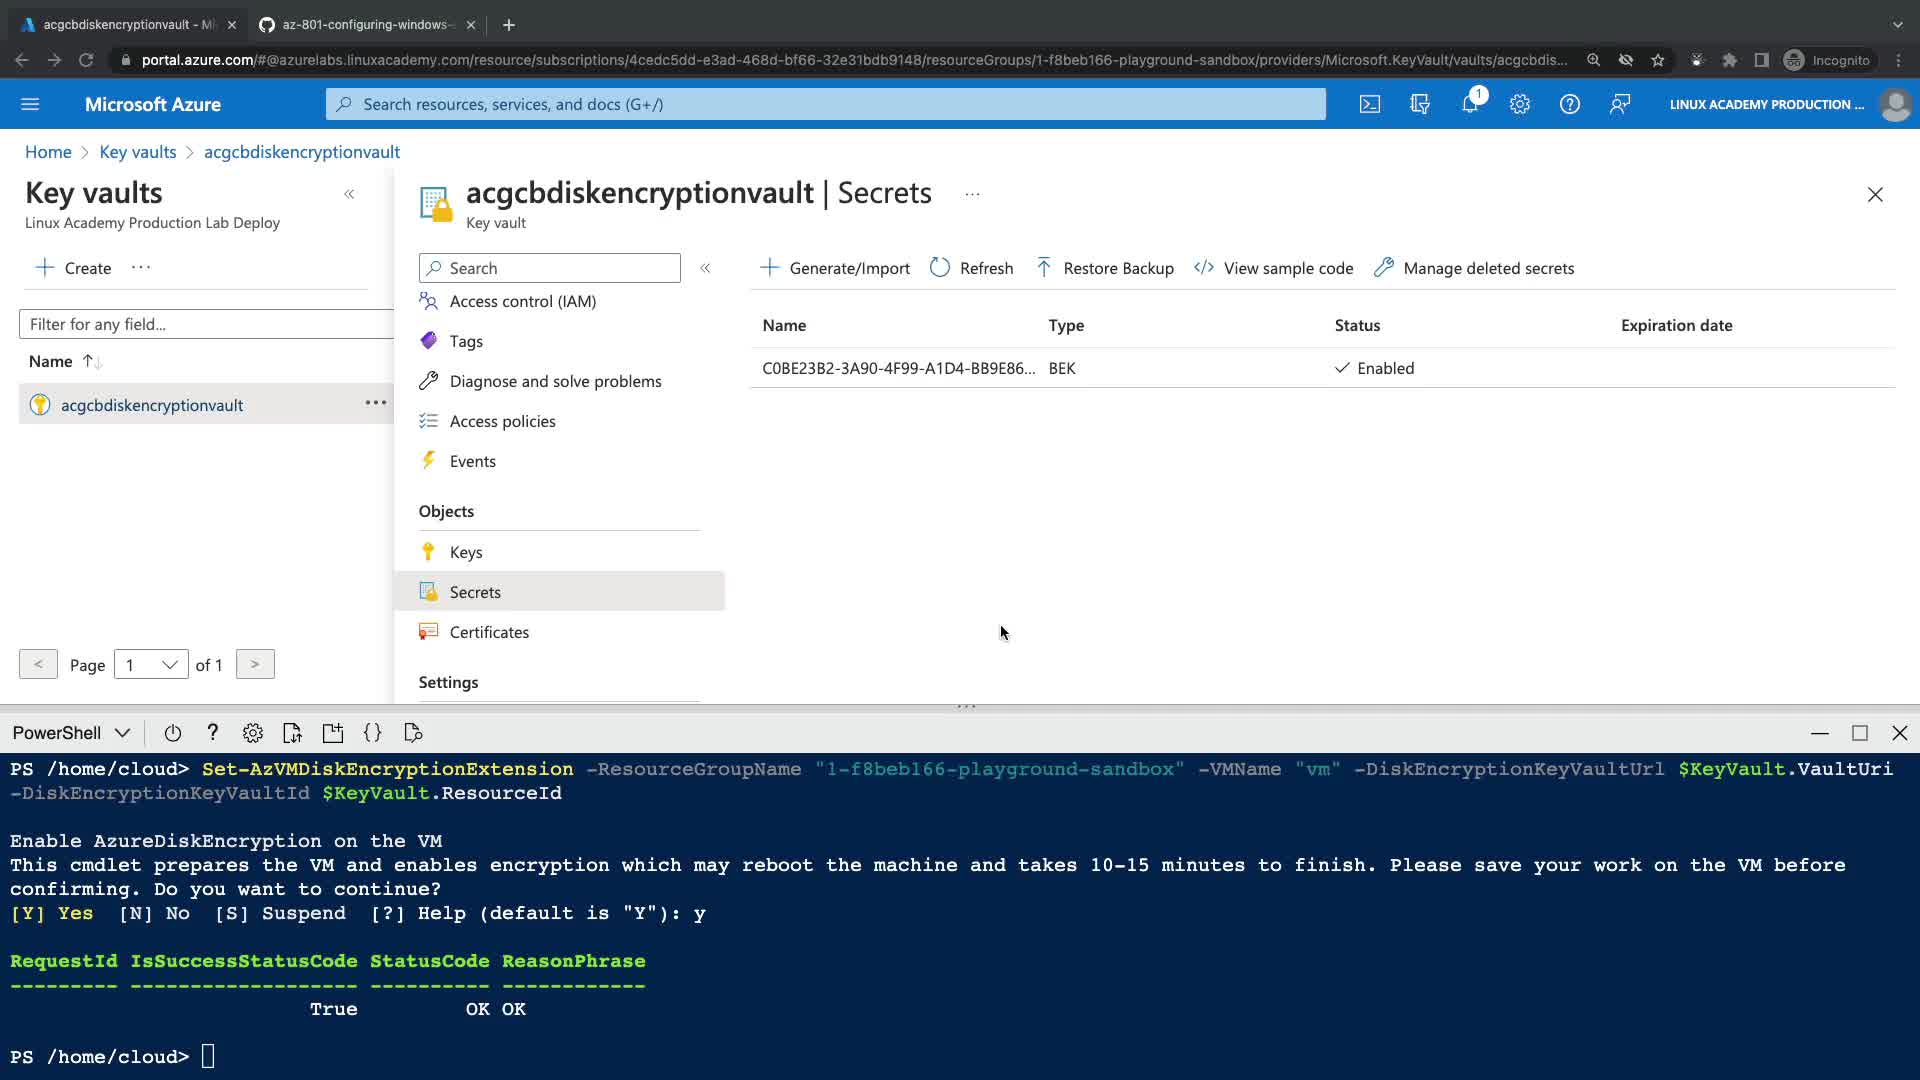 acgcbdiskencryptionvault - Mi
az-801-configuring-windows-
portal.azure.com/#@azurelabs.linuxacademy.com/resource/subscriptions/4cedc5dd-e3ad-468d-bf66-32e31bdb9148/resourceGroups/1-f8beb166-playground-sandbox/providers/Microsoft.KeyVault/vaults/acgcbdis...
Incognito
Microsoft Azure
Search resources, services, and docs (G+/)
1
LINUX ACADEMY PRODUCTION ...
Home > Key vaults > acgcbdiskencryptionvault
Key vaults
Linux Academy Production Lab Deploy
Create ...
Filter for any field...
Name
acgcbdiskencryptionvault ...
< Page 1 of 1 >
acgcbdiskencryptionvault | Secrets ...
Key vault
Search
Access control (IAM)
Tags
Diagnose and solve problems
Access policies
Events
Objects
Keys
Secrets
Certificates
Settings
Generate/Import Refresh Restore Backup View sample code Manage deleted secrets
Name Type Status Expiration date
C0BE23B2-3A90-4F99-A1D4-BB9E86... BEK Enabled
PowerShell
PS /home/cloud> Set-AzVMDiskEncryptionExtension -ResourceGroupName "1-f8beb166-playground-sandbox" -VMName "vm" -DiskEncryptionKeyVaultUrl $KeyVault.VaultUri
-DiskEncryptionKeyVaultId $KeyVault.ResourceId
Enable AzureDiskEncryption on the VM
This cmdlet prepares the VM and enables encryption which may reboot the machine and takes 10-15 minutes to finish. Please save your work on the VM before
confirming. Do you want to continue?
[Y] Yes [N] No [S] Suspend [?] Help (default is "Y"): y
RequestId IsSuccessStatusCode StatusCode ReasonPhrase
--------- ------------------- ---------- ------------
True OK OK
PS /home/cloud>